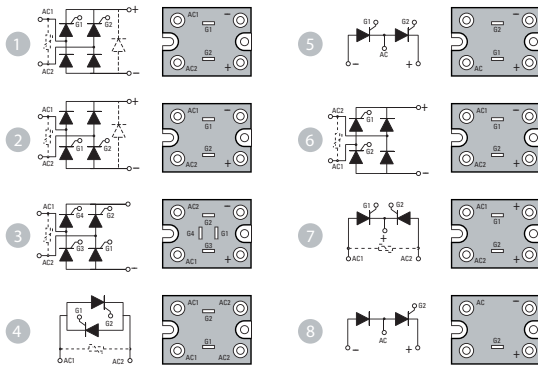 1
AC1
+
G1
G2
AC2
−
AC1 −
G1
G2
AC2 +
2
AC1
+
G1
G2
AC2
−
AC1 −
G1
G2
AC2 +
3
AC1
G4
G2
G3
G1
AC2
−
AC2 −
G2
G4 G1
G3
AC1 +
4
G1
G2
AC1 AC2
AC1 AC2
G2
G1
AC1 AC2
5
G1 G2
AC
− +
AC1 −
G2
AC +
6
AC2
+
G1
G2
AC1
−
AC1 −
G1
G2
AC2 +
7
G1 G2
+
AC1 AC2
AC1 +
G1
G2
AC2 +
8
G2
AC
− +
AC −
G2 +